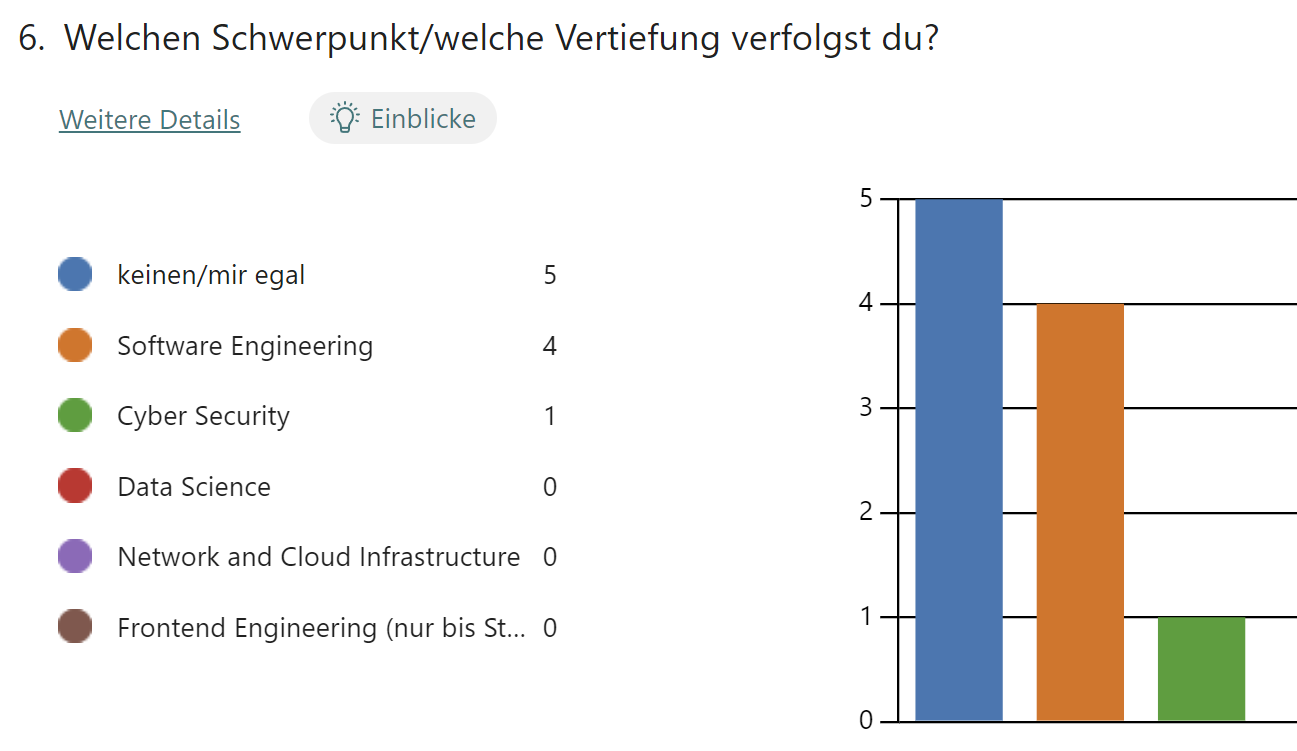 6. Welchen Schwerpunkt/welche Vertiefung verfolgst du?
Weitere Details
Einblicke
keinen/mir egal 5
Software Engineering 4
Cyber Security 1
Data Science 0
Network and Cloud Infrastructure 0
Frontend Engineering (nur bis St... 0
5
4
3
2
1
0